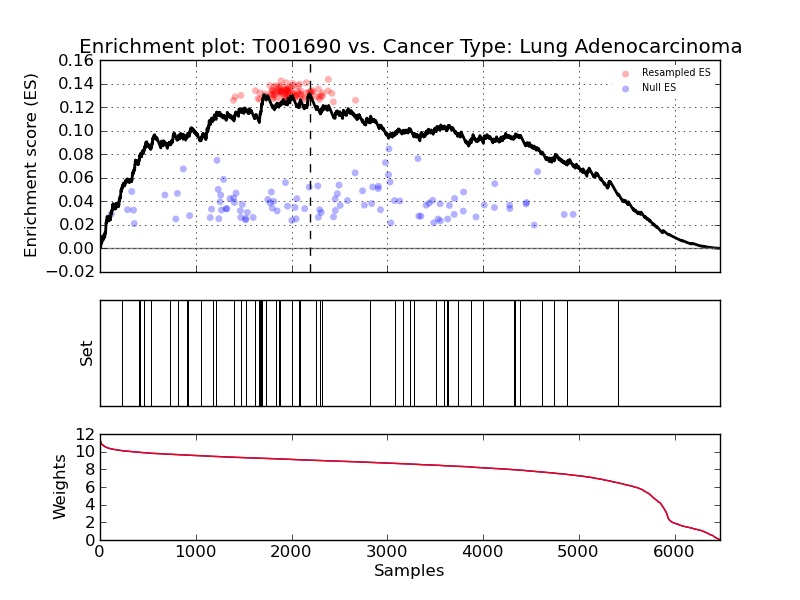 Enrichment plot: T001690 vs. Cancer Type: Lung Adenocarcinoma
0.16
0.14
0.12
0.10
0.08
0.06
0.04
0.02
0.00
−0.02
Enrichment score (ES)
Resampled ES
Null ES
Set
12
10
8
6
4
2
0
Weights
0 1000 2000 3000 4000 5000 6000
Samples